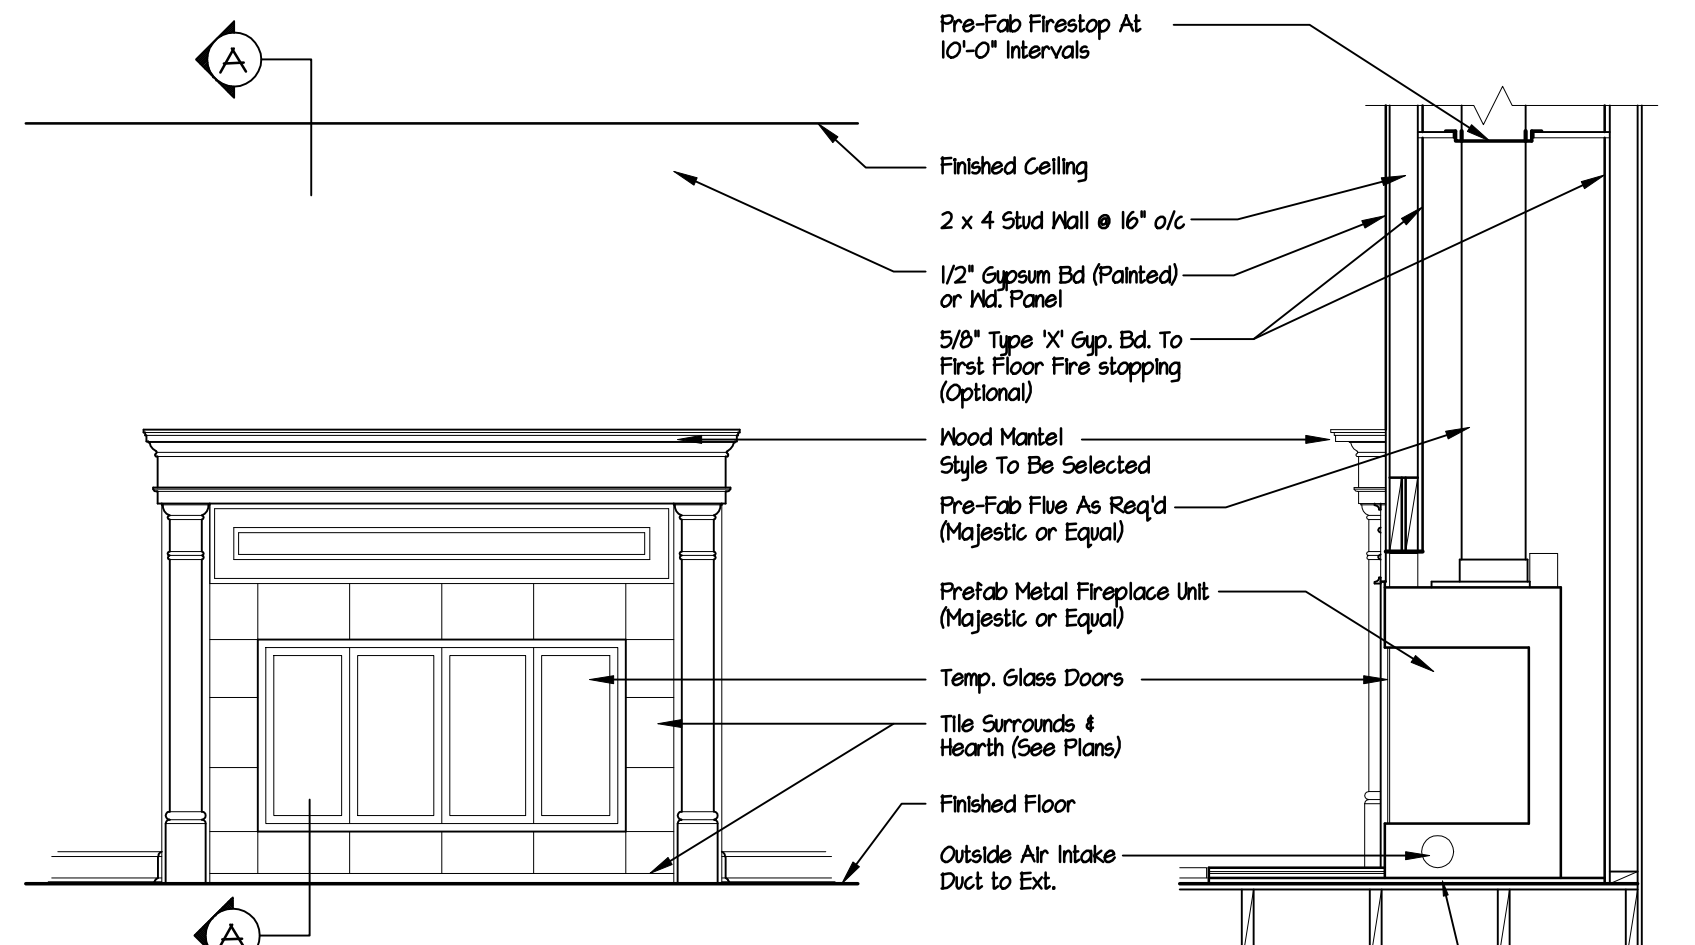 A
Pre-Fab Firestop At
10'-0" Intervals
Finished Ceiling
2 x 4 Stud Wall @ 16" o/c
1/2" Gypsum Bd (Painted)
or Wd. Panel
5/8" Type 'X' Gyp. Bd. To
First Floor Fire stopping
(Optional)
Wood Mantel
Style To Be Selected
Pre-Fab Flue As Req'd
(Majestic or Equal)
Prefab Metal Fireplace Unit
(Majestic or Equal)
Temp. Glass Doors
Tile Surrounds &
Hearth (See Plans)
Finished Floor
Outside Air Intake
Duct to Ext.
A